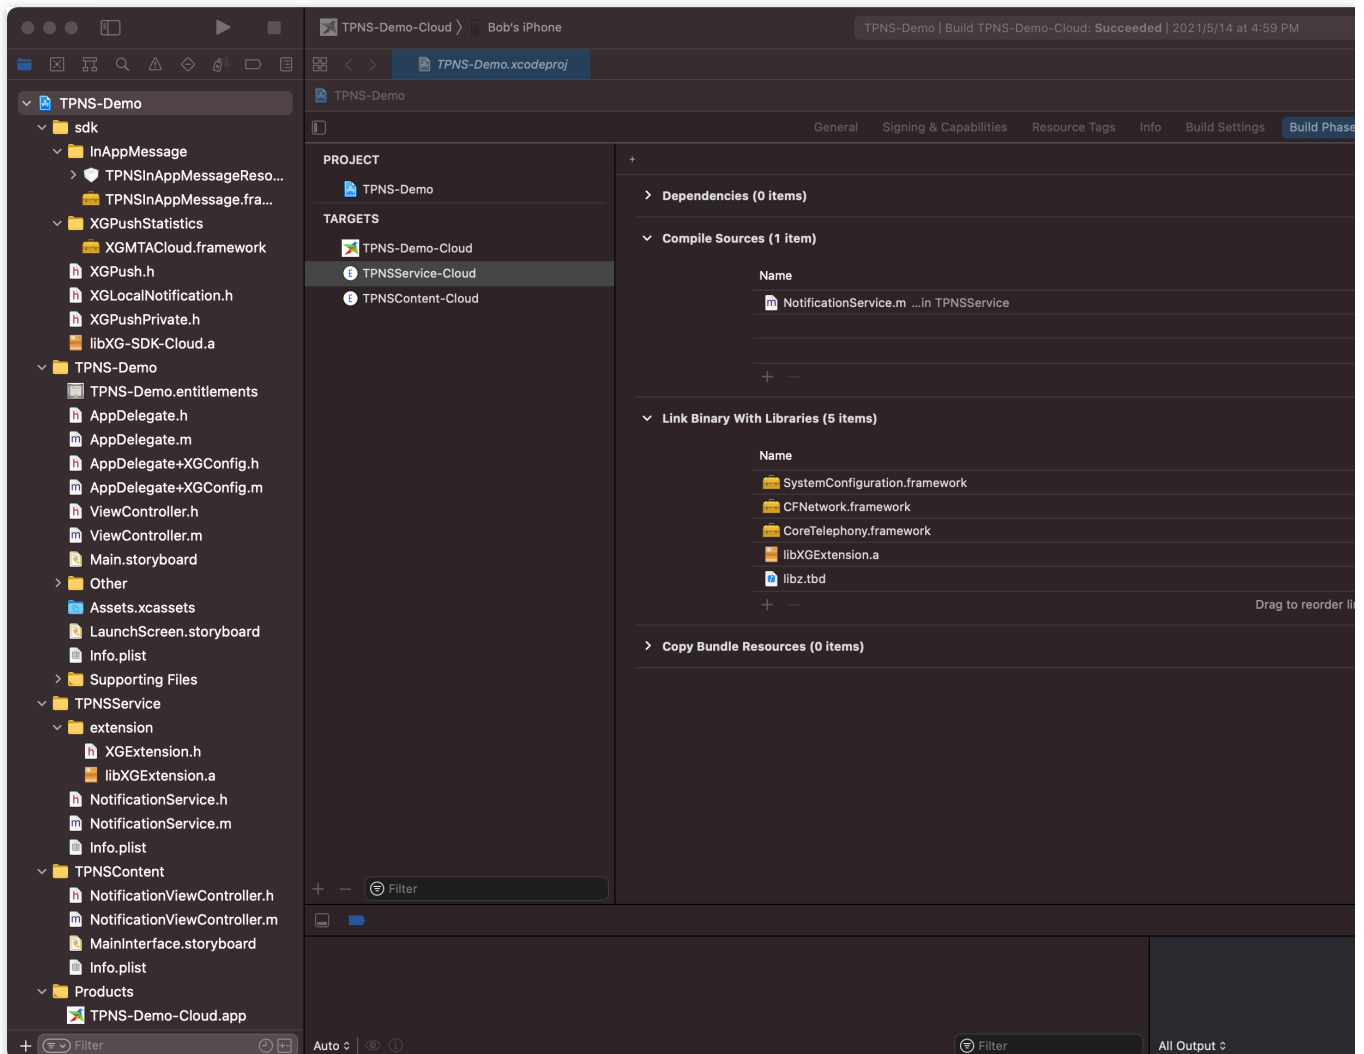 TPNS-Demo-Cloud 〉 Bob's iPhone
TPNS-Demo | Build TPNS-Demo-Cloud: Succeeded | 2021/5/14 at 4:59 PM
TPNS-Demo.xcodeproj
TPNS-Demo
General Signing & Capabilities Resource Tags Info Build Settings Build Phase
TPNS-Demo
sdk
InAppMessage
TPNSInAppMessageReso...
TPNSInAppMessage.fra...
XGPushStatistics
XGMTACloud.framework
XGPush.h
XGLocalNotification.h
XGPushPrivate.h
libXG-SDK-Cloud.a
TPNS-Demo
TPNS-Demo.entitlements
AppDelegate.h
AppDelegate.m
AppDelegate+XGConfig.h
AppDelegate+XGConfig.m
ViewController.h
ViewController.m
Main.storyboard
Other
Assets.xcassets
LaunchScreen.storyboard
Info.plist
Supporting Files
TPNSService
extension
XGExtension.h
libXGExtension.a
NotificationService.h
NotificationService.m
Info.plist
TPNSContent
NotificationViewController.h
NotificationViewController.m
MainInterface.storyboard
Info.plist
Products
TPNS-Demo-Cloud.app
Filter
PROJECT
TPNS-Demo
TARGETS
TPNS-Demo-Cloud
TPNSService-Cloud
TPNSContent-Cloud
Filter
Dependencies (0 items)
Compile Sources (1 item)
Name
NotificationService.m ...in TPNSService
Link Binary With Libraries (5 items)
Name
SystemConfiguration.framework
CFNetwork.framework
CoreTelephony.framework
libXGExtension.a
libz.tbd
Drag to reorder li
Copy Bundle Resources (0 items)
Auto
Filter
All Output